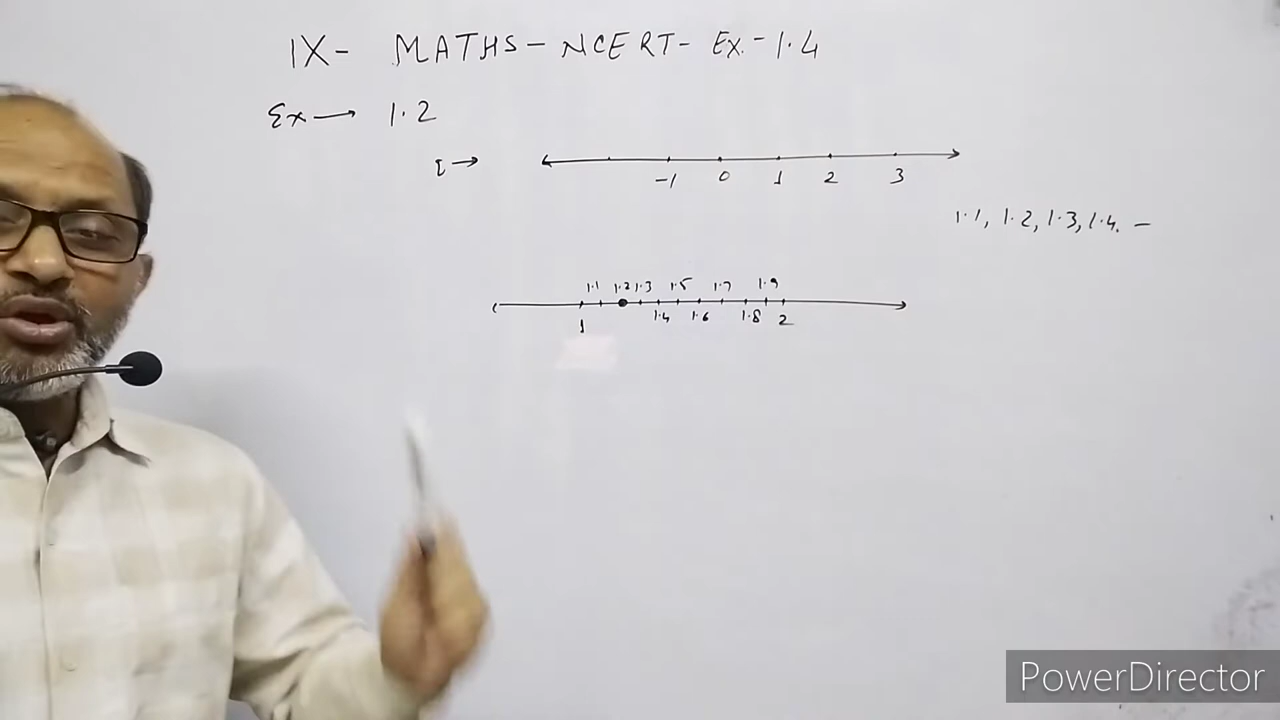 IX- MATHS- NCERT- EX.- 1.4
Ex → 1.2
I →
-1 0 1 2 3
1.1, 1.2, 1.3, 1.4. -
1.1 1.2 1.3 1.5 1.7 1.9
1 1.4 1.6 1.8 2
PowerDirector